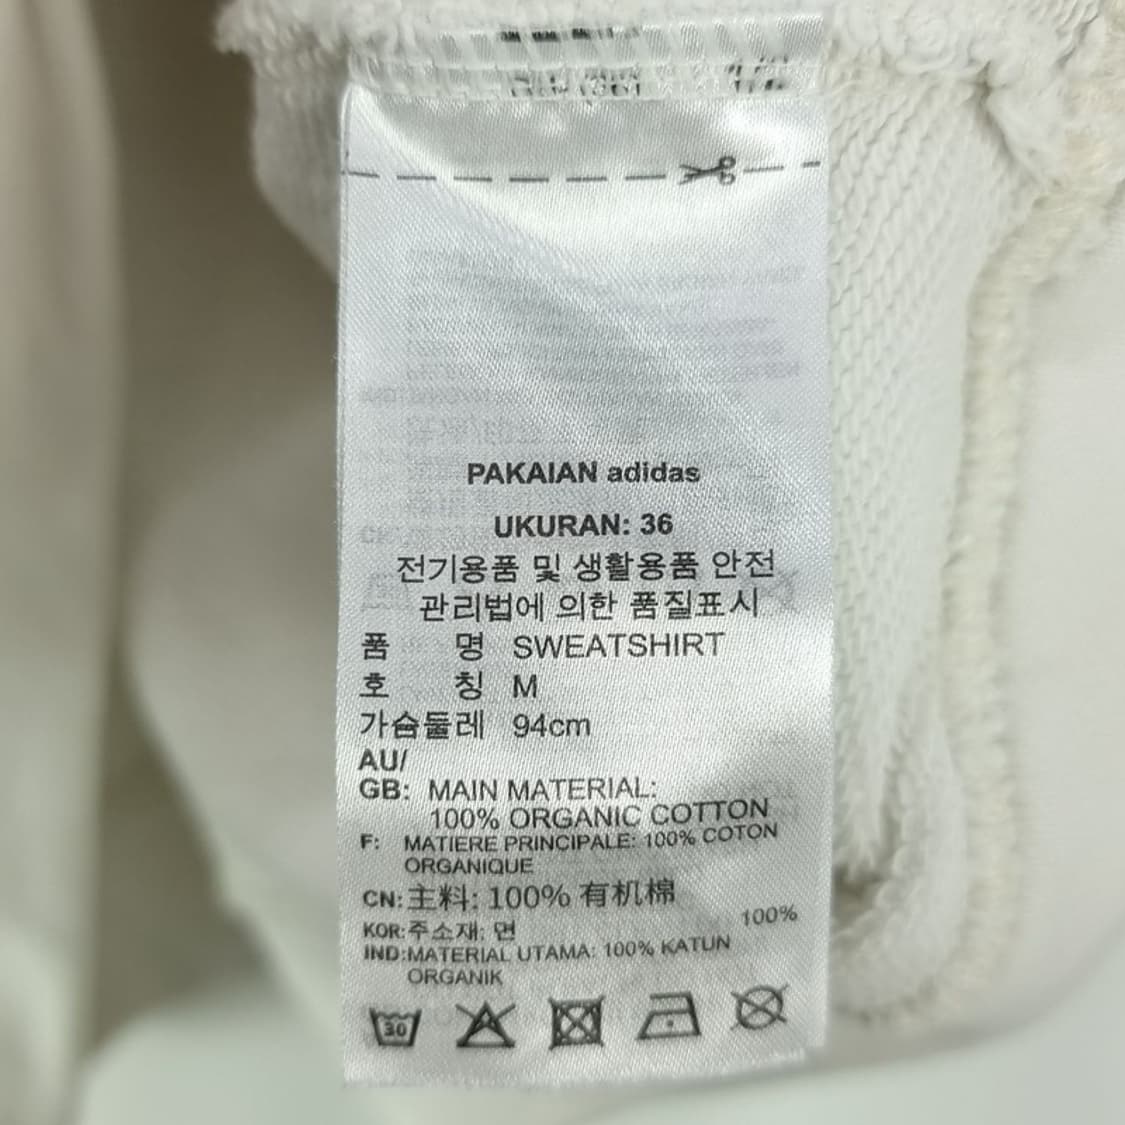 PAKAIAN adidas
UKURAN: 36
전기용품 및 생활용품 안전
관리법에 의한 품질표시
품 명 SWEATSHIRT
호 칭 M
가슴둘레 94cm
AU/
GB: MAIN MATERIAL:
100% ORGANIC COTTON
F: MATIERE PRINCIPALE: 100% COTON
ORGANIQUE
CN: 主料: 100% 有机棉
KOR: 주소재: 면 100%
IND: MATERIAL UTAMA: 100% KATUN
ORGANIK
30